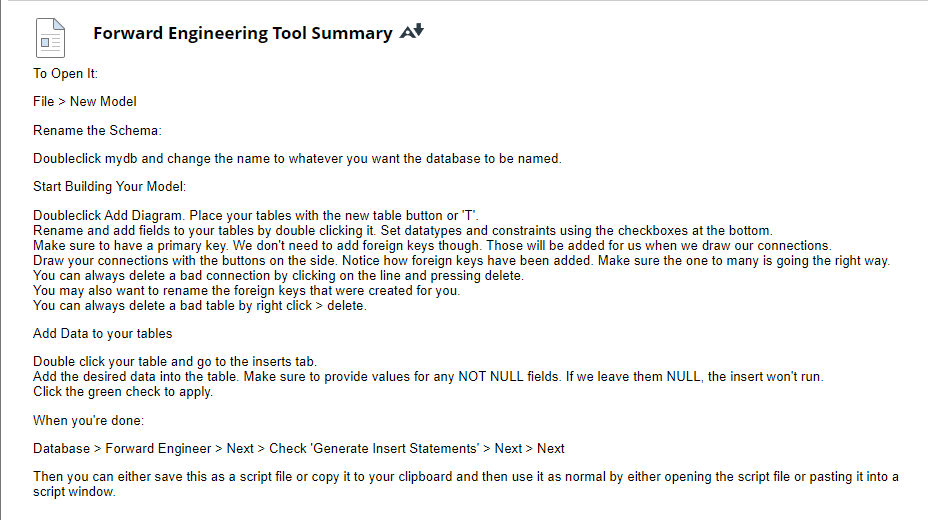 Forward Engineering Tool Summary
To Open It:
File > New Model
Rename the Schema:
Doubleclick mydb and change the name to whatever you want the database to be named.
Start Building Your Model:
Doubleclick Add Diagram. Place your tables with the new table button or 'T'.
Rename and add fields to your tables by double clicking it. Set datatypes and constraints using the checkboxes at the bottom.
Make sure to have a primary key. We don't need to add foreign keys though. Those will be added for us when we draw our connections.
Draw your connections with the buttons on the side. Notice how foreign keys have been added. Make sure the one to many is going the right way.
You can always delete a bad connection by clicking on the line and pressing delete.
You may also want to rename the foreign keys that were created for you.
You can always delete a bad table by right click > delete.
Add Data to your tables
Double click your table and go to the inserts tab.
Add the desired data into the table. Make sure to provide values for any NOT NULL fields. If we leave them NULL, the insert won't run.
Click the green check to apply.
When you're done:
Database > Forward Engineer > Next > Check 'Generate Insert Statements' > Next > Next
Then you can either save this as a script file or copy it to your clipboard and then use it as normal by either opening the script file or pasting it into a
script window.